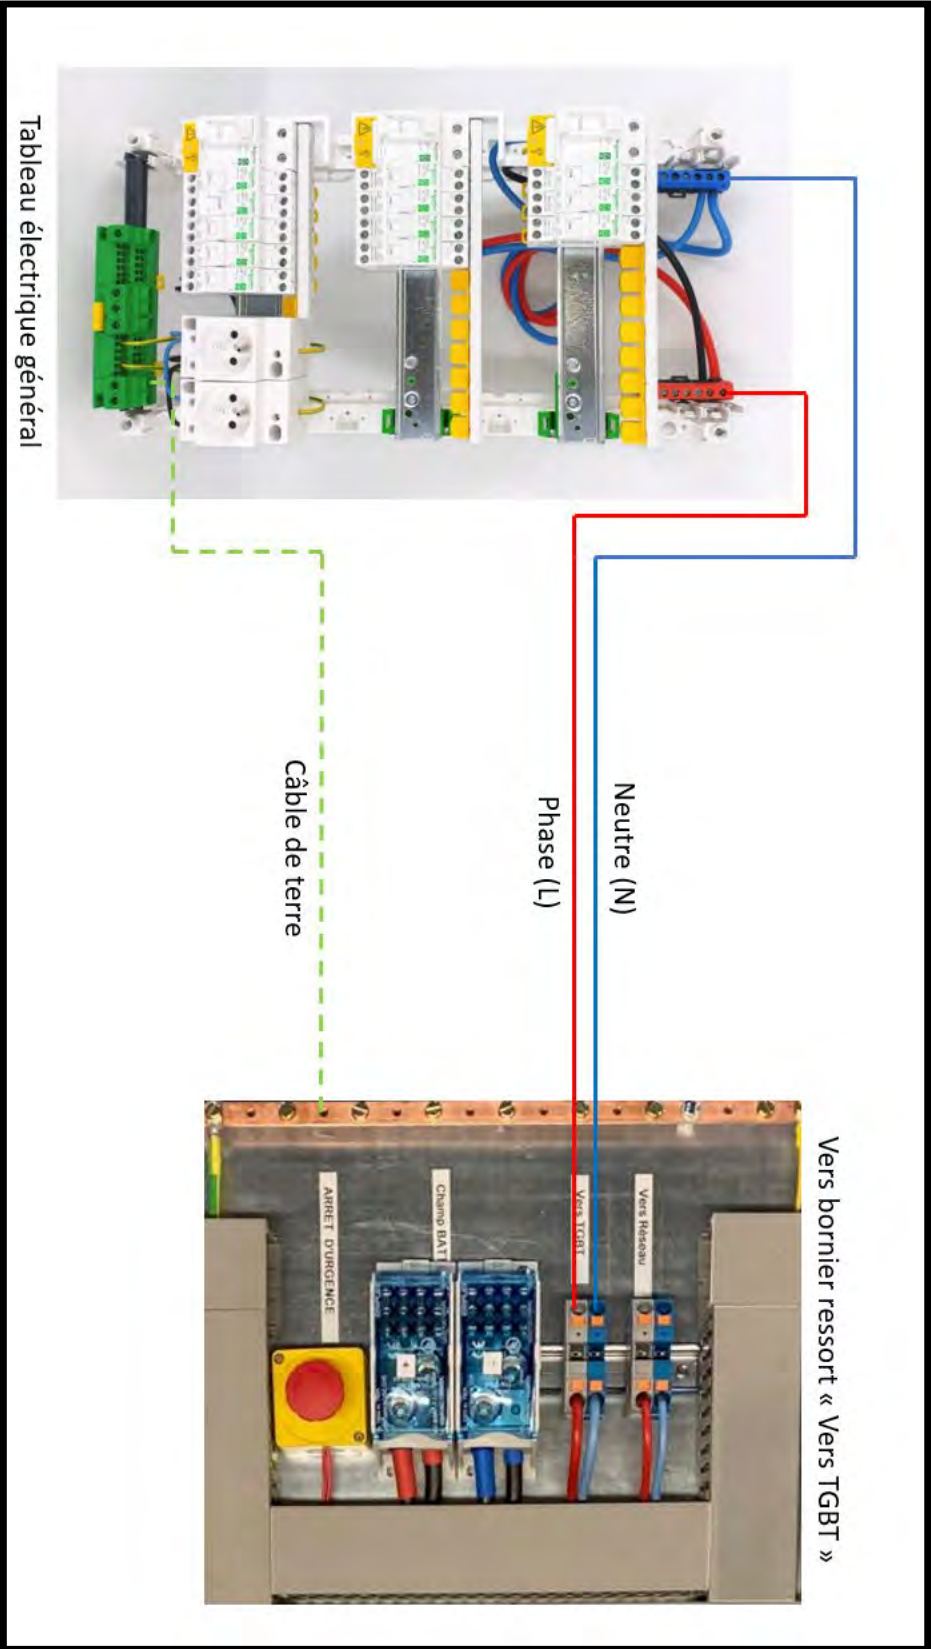 Vers bornier ressort « Vers TGBT »
Vers Réseau
Vers TGBT
Champ BATT
ARRET D'URGENCE
Neutre (N)
Phase (L)
Câble de terre
Tableau électrique général